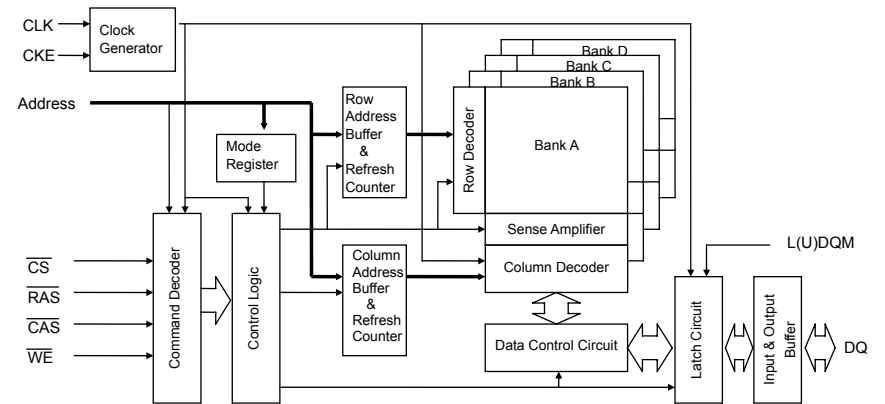 CLK
CKE
Clock
Generator
Address
Mode
Register
Row
Address
Buffer
&
Refresh
Counter
Row Decoder
Bank D
Bank C
Bank B
Bank A
Sense Amplifier
Column Decoder
Column
Address
Buffer
&
Refresh
Counter
CS
RAS
CAS
WE
Command Decoder
Control Logic
Data Control Circuit
Latch Circuit
Input & Output
Buffer
L(U)DQM
DQ